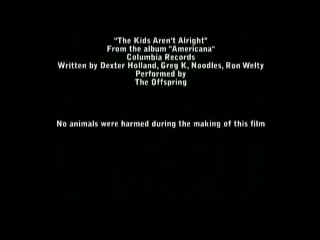 "The Kids Aren't Alright"
From the album "Americana"
Columbia Records
Written by Dexter Holland, Greg K, Noodles, Ron Welty
Performed by
The Offspring
No animals were harmed during the making of this film